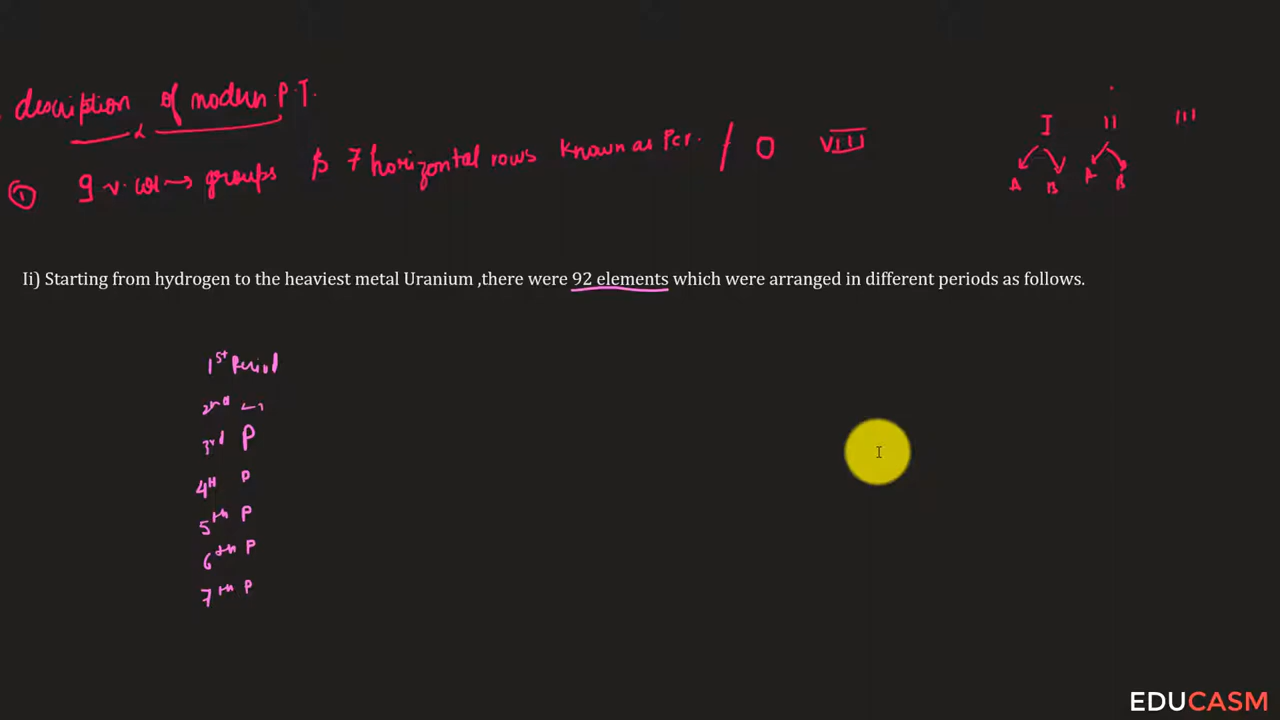 description of modern P.T.
I II III
A B A B
① 9 v. col → groups & 7 horizontal rows known as Per. / 0 VIII
Ii) Starting from hydrogen to the heaviest metal Uranium ,there were 92 elements which were arranged in different periods as follows.
1st Period
2nd
3rd P
4th P
5th P
6th P
7th P
EDUCASM